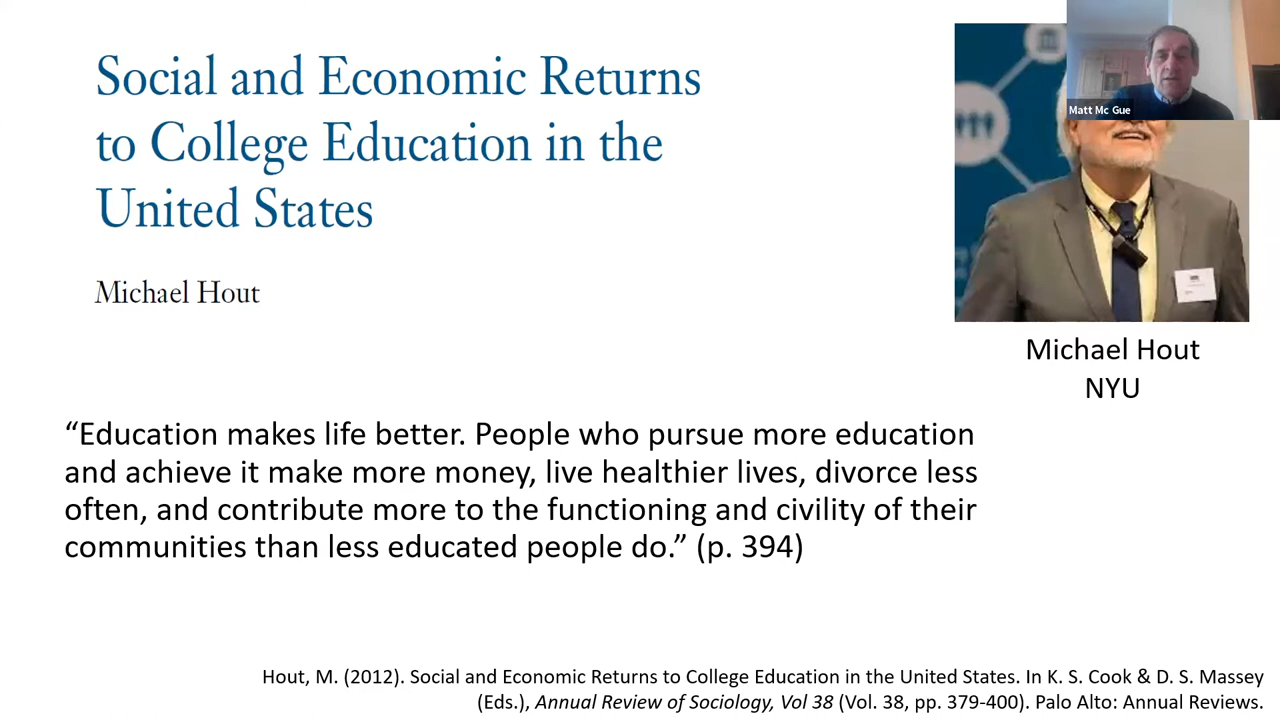 Social and Economic Returns
to College Education in the
United States
Michael Hout
Matt Mc Gue
Michael Hout
NYU
“Education makes life better. People who pursue more education
and achieve it make more money, live healthier lives, divorce less
often, and contribute more to the functioning and civility of their
communities than less educated people do.” (p. 394)
Hout, M. (2012). Social and Economic Returns to College Education in the United States. In K. S. Cook & D. S. Massey
(Eds.), Annual Review of Sociology, Vol 38 (Vol. 38, pp. 379-400). Palo Alto: Annual Reviews.